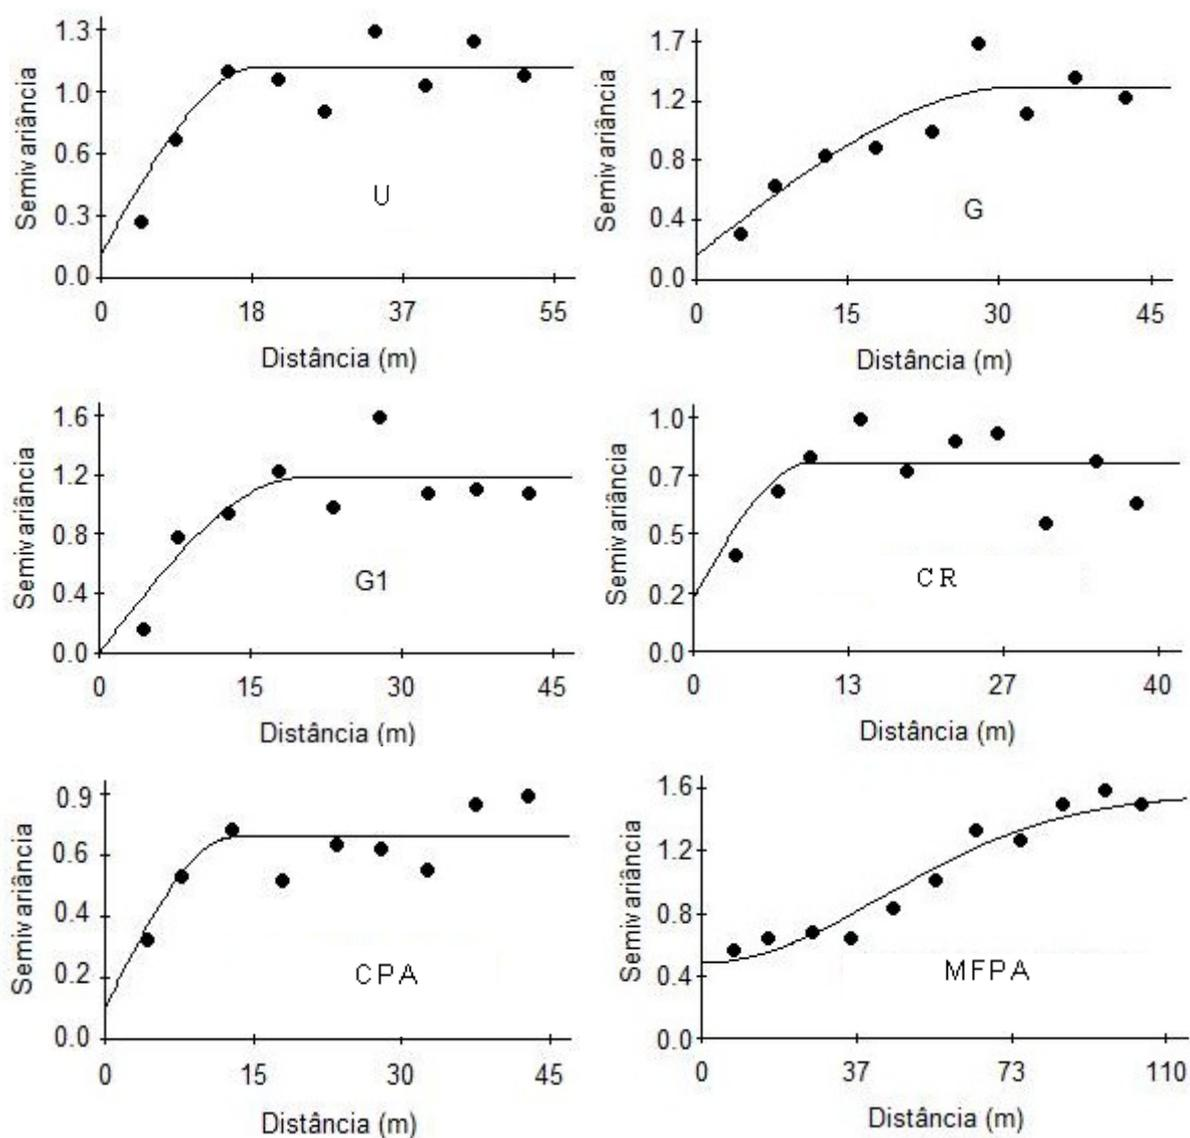 1.3
1.0
0.6
0.3
0.0
Semivariância
U
0 18 37 55
Distância (m)
1.7
1.2
0.8
0.4
0.0
Semivariância
G
0 15 30 45
Distância (m)
1.6
1.2
0.8
0.4
0.0
Semivariância
G1
0 15 30 45
Distância (m)
1.0
0.7
0.5
0.2
0.0
Semivariância
CR
0 13 27 40
Distância (m)
0.9
0.6
0.4
0.2
0.0
Semivariância
CPA
0 15 30 45
Distância (m)
1.6
1.2
0.8
0.4
0.0
Semivariância
MFPA
0 37 73 110
Distância (m)